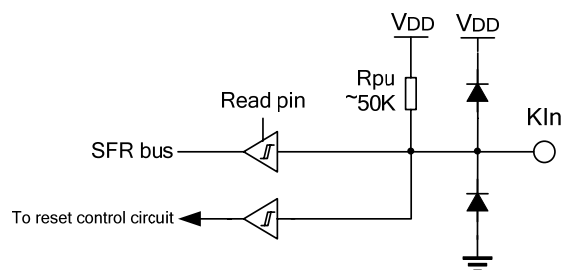 VDD VDD
Rpu
~50K
Read pin
KIn
SFR bus
To reset control circuit